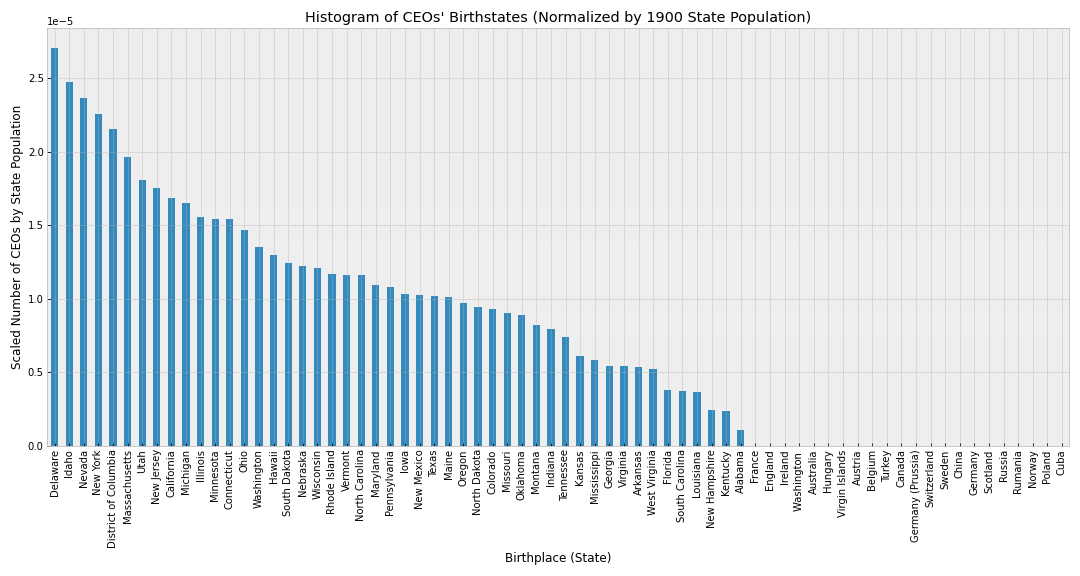 Histogram of CEOs' Birthstates (Normalized by 1900 State Population)
1e−5
Scaled Number of CEOs by State Population
2.5
2.0
1.5
1.0
0.5
0.0
Delaware
Idaho
Nevada
New York
District of Columbia
Massachusetts
Utah
New Jersey
California
Michigan
Illinois
Minnesota
Connecticut
Ohio
Washington
Hawaii
South Dakota
Nebraska
Wisconsin
Rhode Island
Vermont
North Carolina
Maryland
Pennsylvania
Iowa
New Mexico
Texas
Maine
Oregon
North Dakota
Colorado
Missouri
Oklahoma
Montana
Indiana
Tennessee
Kansas
Mississippi
Georgia
Virginia
Arkansas
West Virginia
Florida
South Carolina
Louisiana
New Hampshire
Kentucky
Alabama
France
England
Ireland
Washington
Australia
Hungary
Virgin Islands
Austria
Belgium
Turkey
Canada
Germany (Prussia)
Switzerland
Sweden
China
Germany
Scotland
Russia
Rumania
Norway
Poland
Cuba
Birthplace (State)